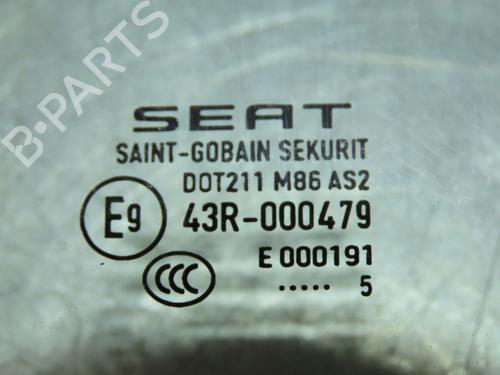 B-PARTS
SEAT
SAINT-GOBAIN SEKURIT
DOT211 M86 AS2
E9 43R-000479
E 000191
CCC ..... 5